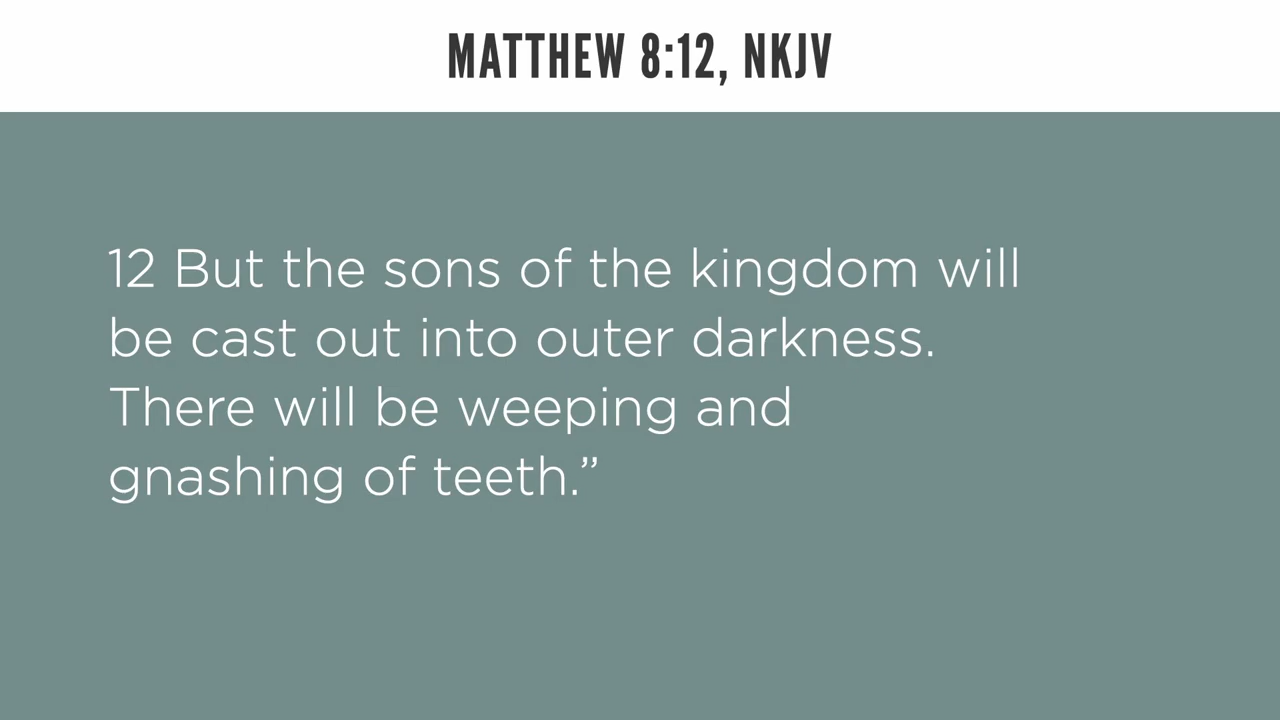 MATTHEW 8:12, NKJV
12 But the sons of the kingdom will
be cast out into outer darkness.
There will be weeping and
gnashing of teeth.”